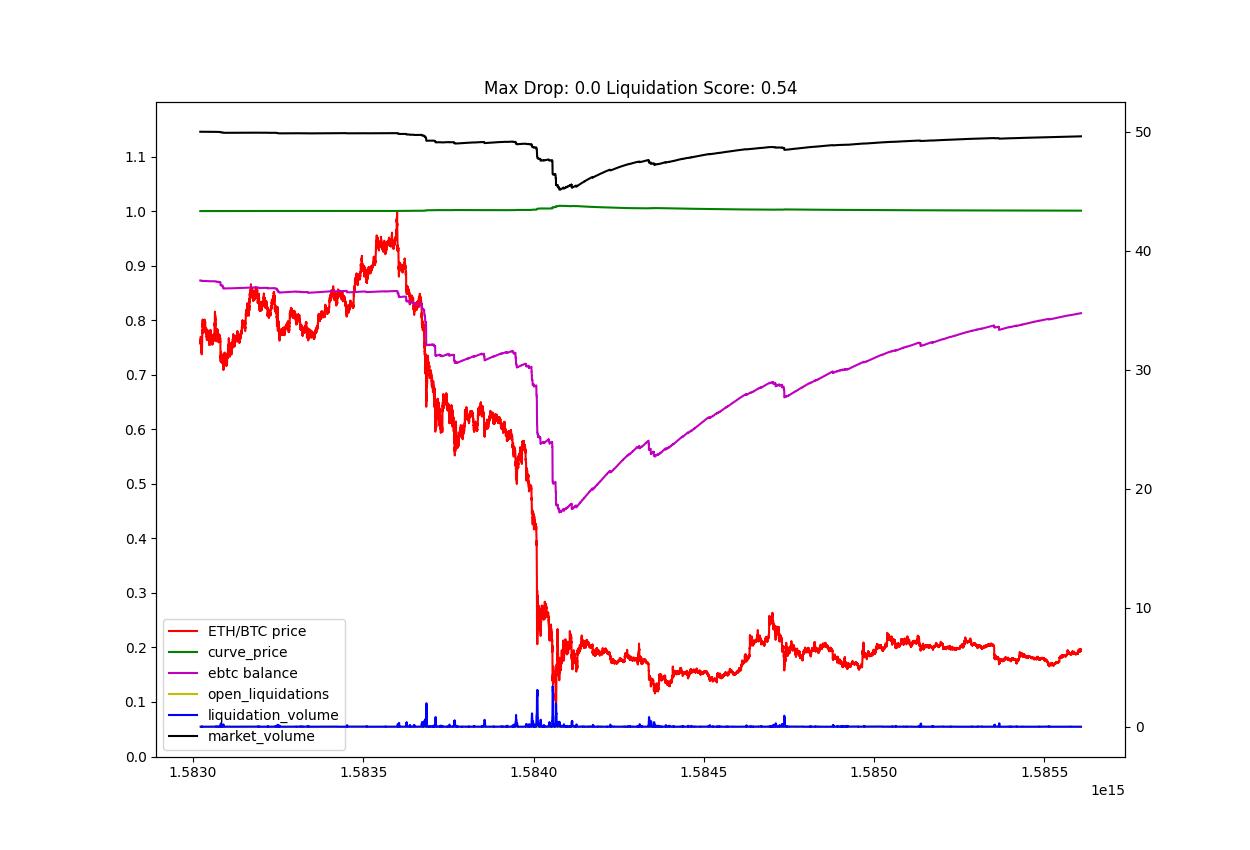 Max Drop: 0.0 Liquidation Score: 0.54
1.1
1.0
0.9
0.8
0.7
0.6
0.5
0.4
0.3
0.2
0.1
0.0
50
40
30
20
10
0
ETH/BTC price
curve_price
ebtc balance
open_liquidations
liquidation_volume
market_volume
1.5830 1.5835 1.5840 1.5845 1.5850 1.5855
1e15